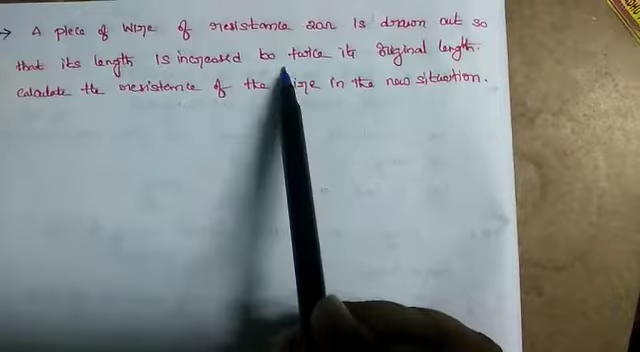 → A piece of wire of resistance 20Ω is drawn out so
that its length is increased to twice its original length.
calculate the resistance of the wire in the new situation.